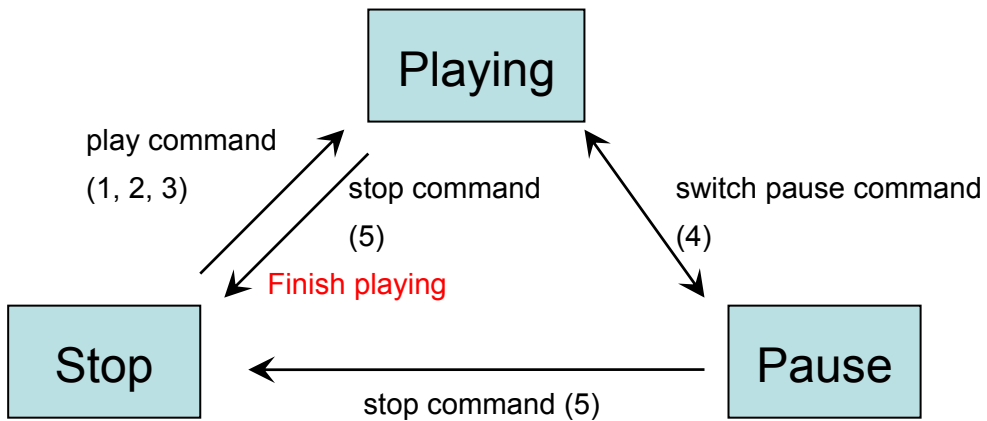 Playing
play command
(1, 2, 3)
stop command
(5)
Finish playing
switch pause command
(4)
Stop
Pause
stop command (5)